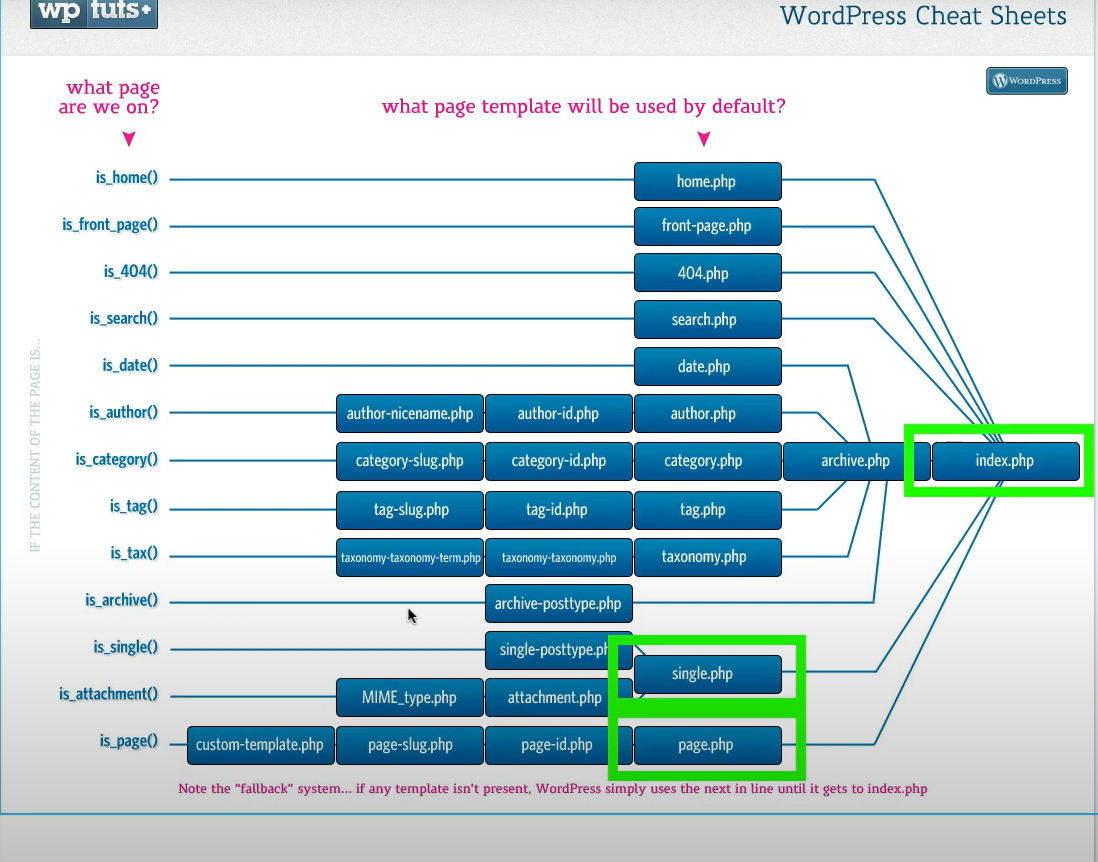 wp tuts+
WordPress Cheat Sheets
WORDPRESS
what page
are we on?
what page template will be used by default?
IF THE CONTENT OF THE PAGE IS...
is_home()
home.php
is_front_page()
front-page.php
is_404()
404.php
is_search()
search.php
is_date()
date.php
is_author()
author-nicename.php author-id.php author.php
is_category()
category-slug.php category-id.php category.php archive.php index.php
is_tag()
tag-slug.php tag-id.php tag.php
is_tax()
taxonomy-taxonomy-term.php taxonomy-taxonomy.php taxonomy.php
is_archive()
archive-posttype.php
is_single()
single-posttype.ph
single.php
is_attachment()
MIME_type.php attachment.php
is_page()
custom-template.php page-slug.php page-id.php page.php
Note the "fallback" system... if any template isn't present, WordPress simply uses the next in line until it gets to index.php